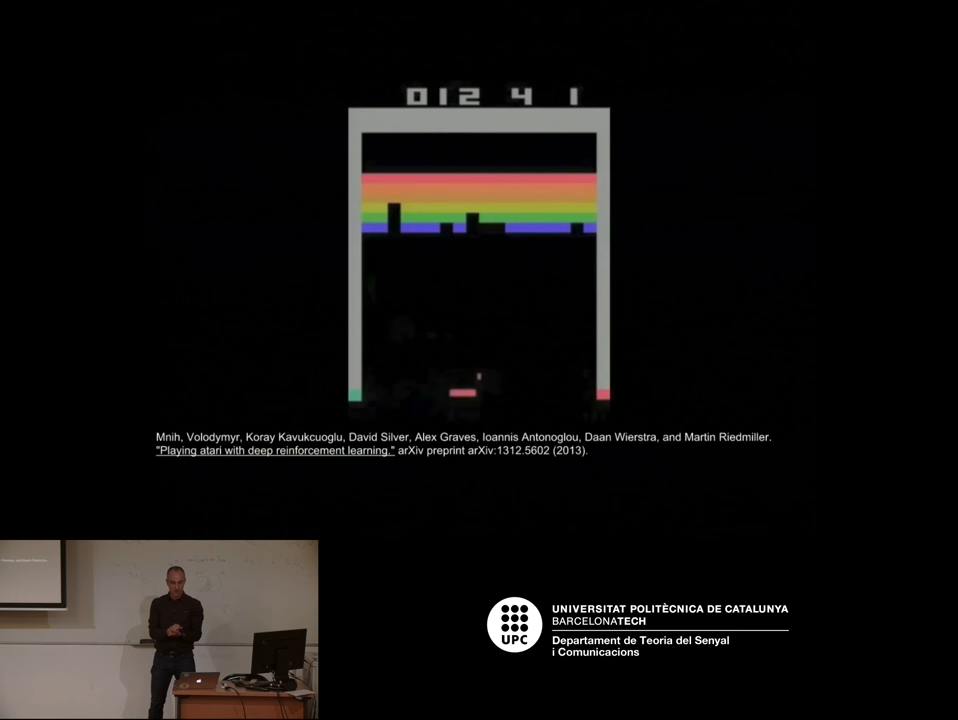 012 4 1
Mnih, Volodymyr, Koray Kavukcuoglu, David Silver, Alex Graves, Ioannis Antonoglou, Daan Wierstra, and Martin Riedmiller.
"Playing atari with deep reinforcement learning." arXiv preprint arXiv:1312.5602 (2013).
UPC
UNIVERSITAT POLITÈCNICA DE CATALUNYA
BARCELONATECH
Departament de Teoria del Senyal
i Comunicacions